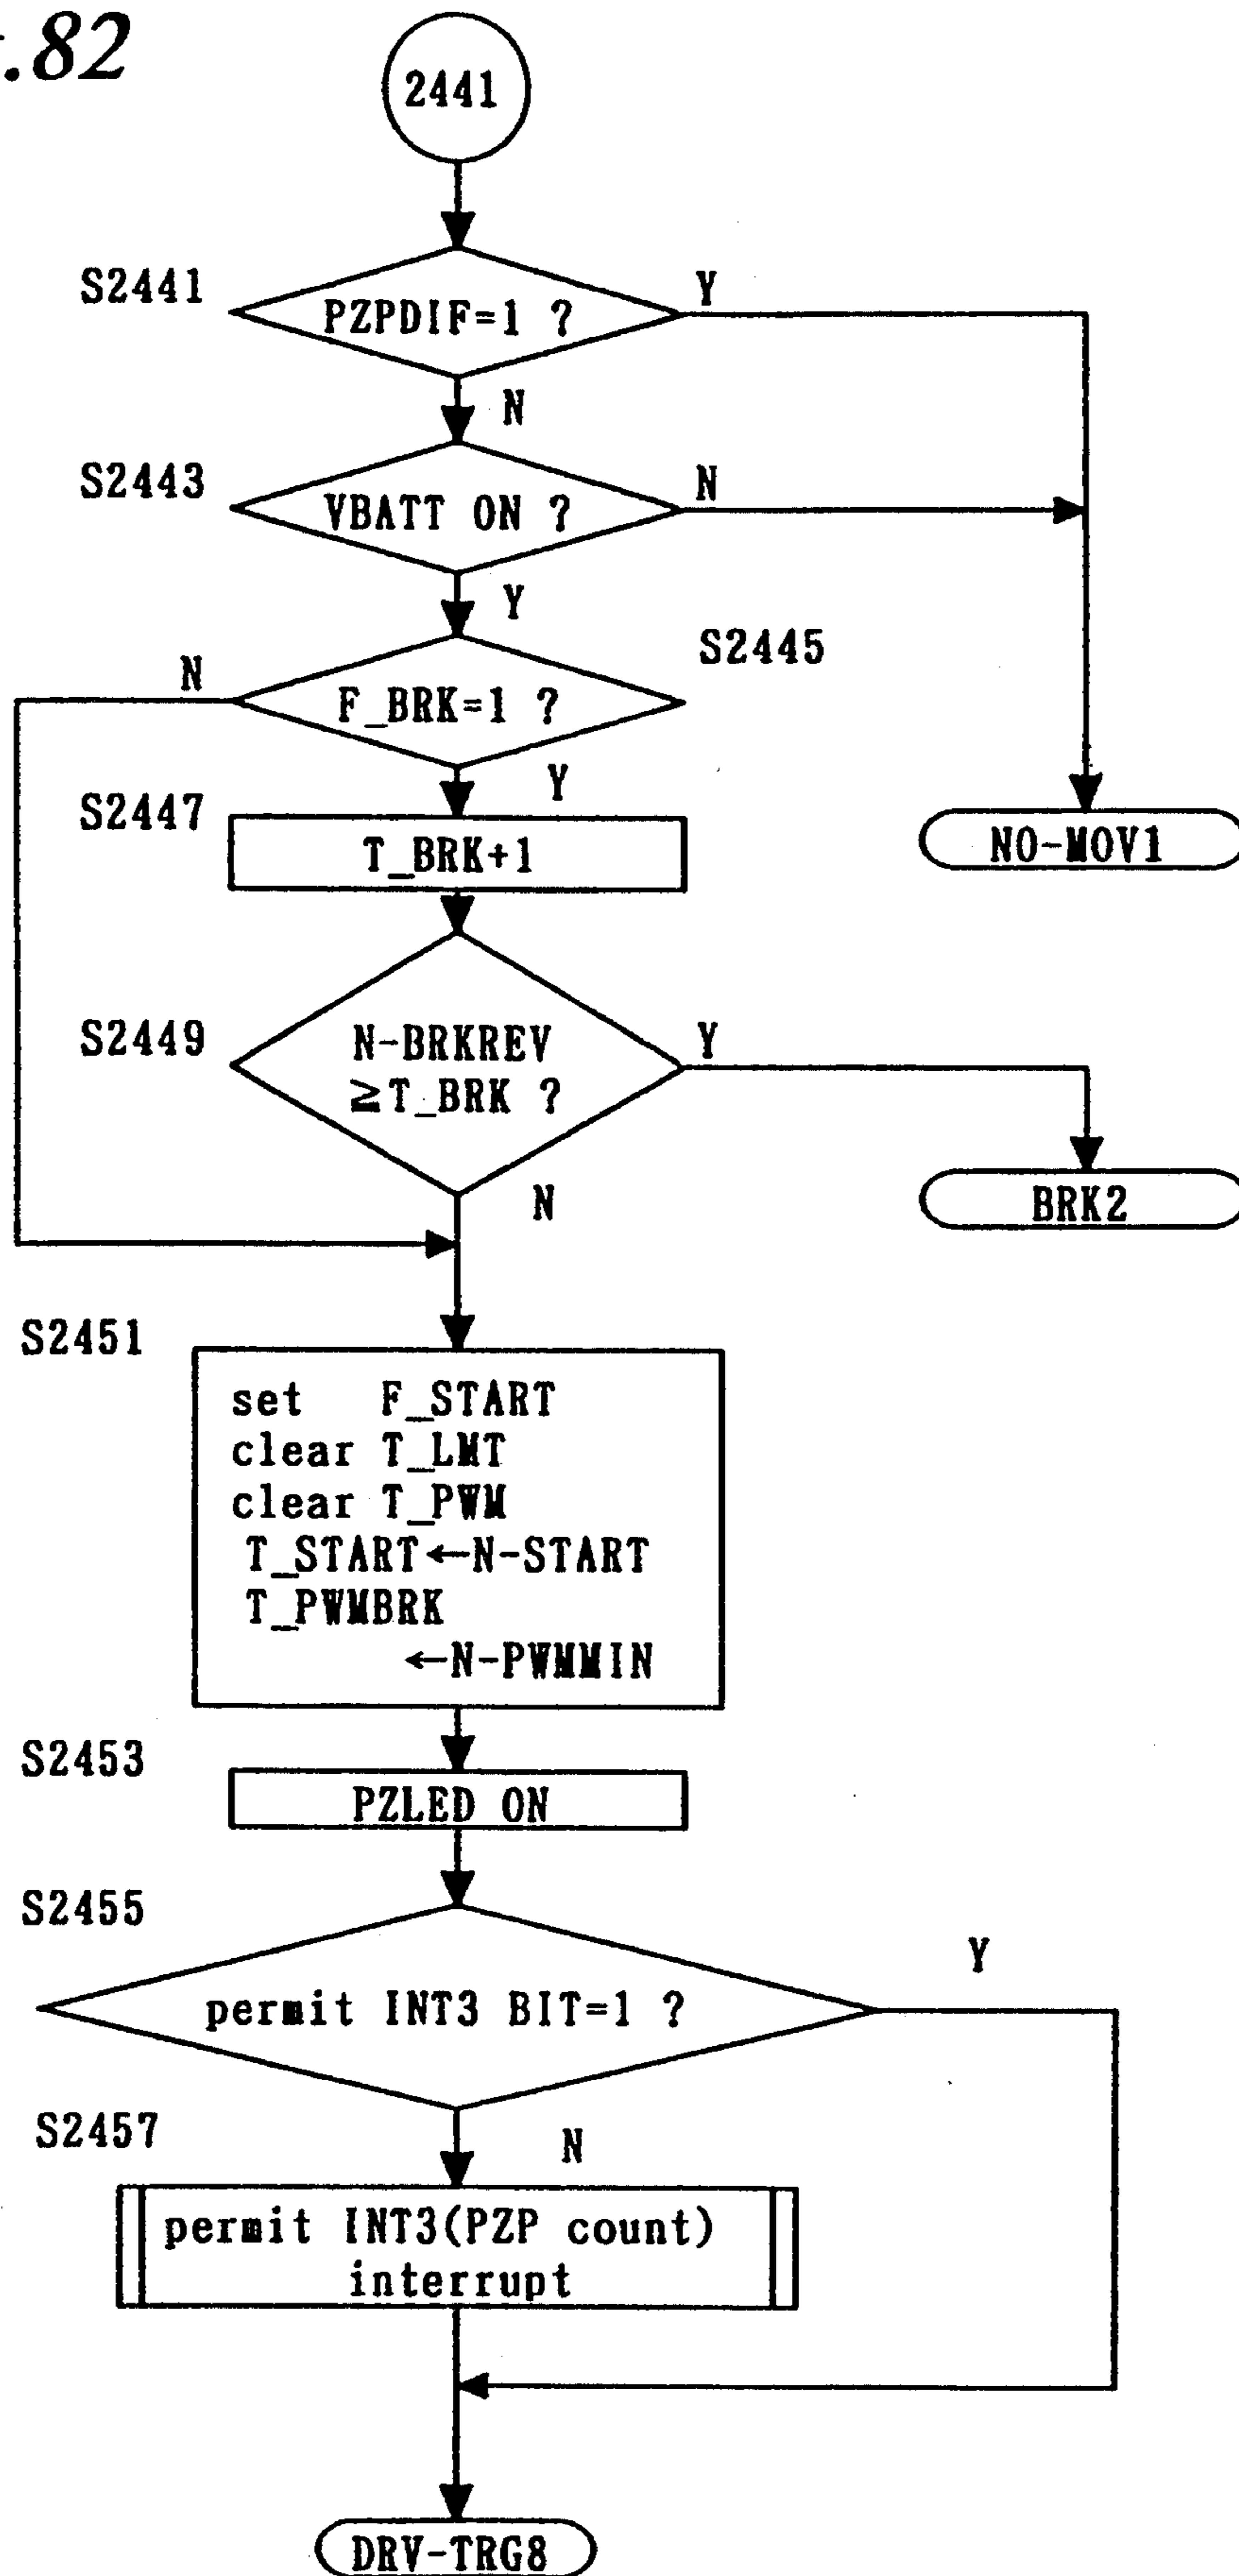 .82
2441
S2441
PZPDIF=1 ?
Y
N
S2443
VBATT ON ?
N
Y
S2445
N
F_BRK=1 ?
Y
S2447
T_BRK+1
NO-MOV1
S2449
N-BRKREV
≧T_BRK ?
Y
N
BRK2
S2451
set F_START
clear T_LMT
clear T_PWM
T_START←N-START
T_PWMBRK
←N-PWMMIN
S2453
PZLED ON
S2455
permit INT3 BIT=1 ?
Y
S2457
N
permit INT3(PZP count)
interrupt
DRV-TRG8